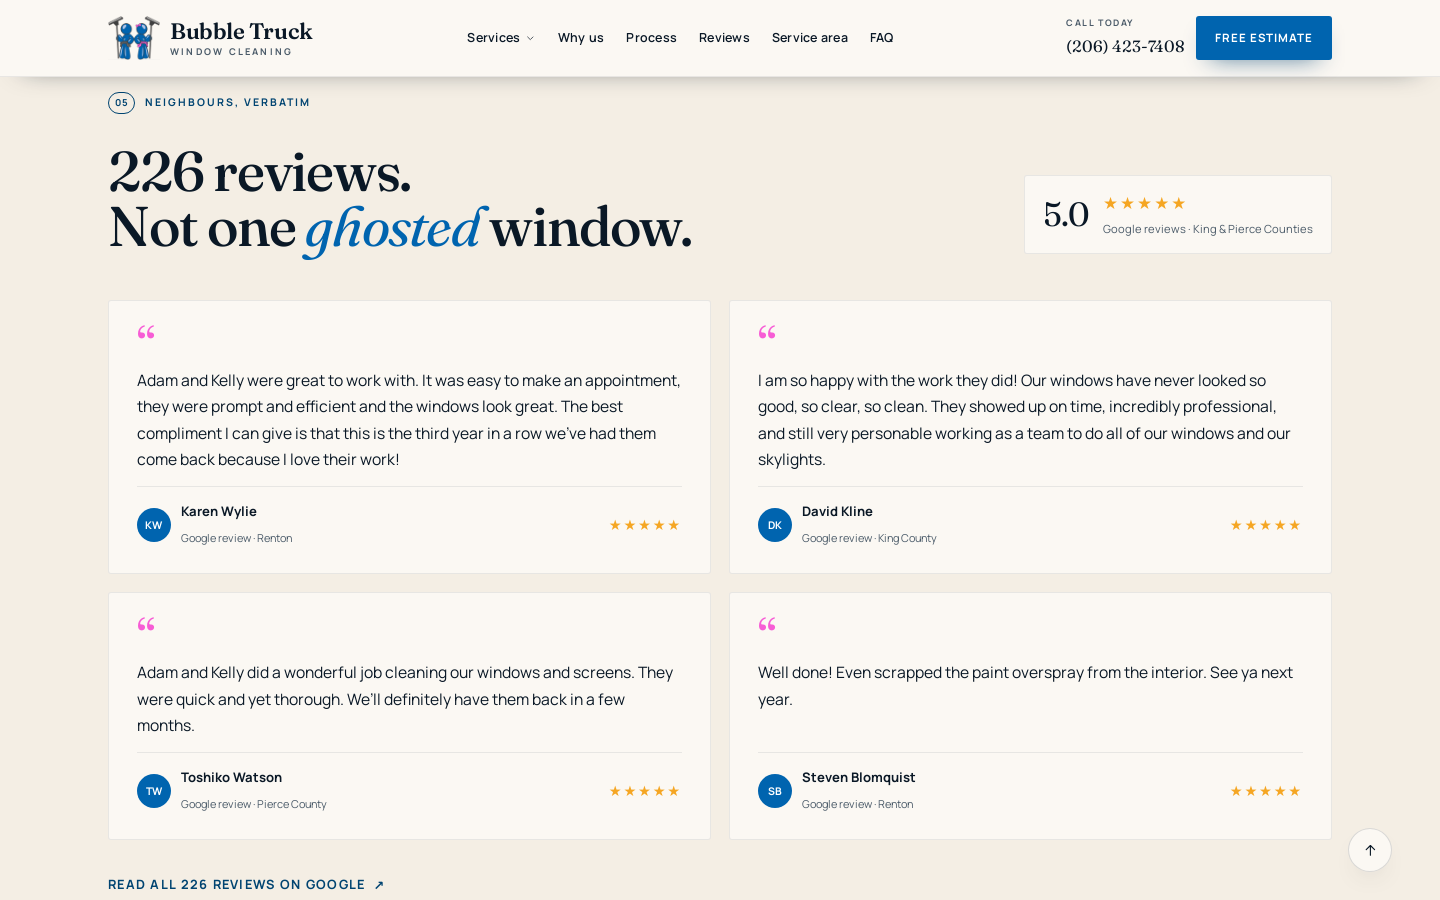 Bubble Truck
WINDOW CLEANING
Services
Why us
Process
Reviews
Service area
FAQ
CALL TODAY
(206) 423-7408
FREE ESTIMATE
05
NEIGHBOURS, VERBATIM
226 reviews.
Not one ghosted window.
5.0
★★★★★
Google reviews · King & Pierce Counties
“
Adam and Kelly were great to work with. It was easy to make an appointment,
they were prompt and efficient and the windows look great. The best
compliment I can give is that this is the third year in a row we’ve had them
come back because I love their work!
KW
Karen Wylie
Google review · Renton
★★★★★
“
I am so happy with the work they did! Our windows have never looked so
good, so clear, so clean. They showed up on time, incredibly professional,
and still very personable working as a team to do all of our windows and our
skylights.
DK
David Kline
Google review · King County
★★★★★
“
Adam and Kelly did a wonderful job cleaning our windows and screens. They
were quick and yet thorough. We’ll definitely have them back in a few
months.
TW
Toshiko Watson
Google review · Pierce County
★★★★★
“
Well done! Even scrapped the paint overspray from the interior. See ya next
year.
SB
Steven Blomquist
Google review · Renton
★★★★★
READ ALL 226 REVIEWS ON GOOGLE ↗
↑